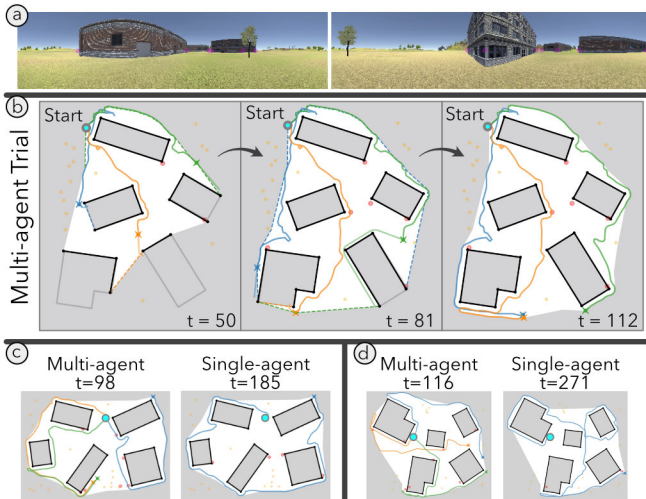 a
b
Multi-agent Trial
Start
Start
Start
t = 50
t = 81
t = 112
c
Multi-agent
t=98
Single-agent
t=185
d
Multi-agent
t=116
Single-agent
t=271